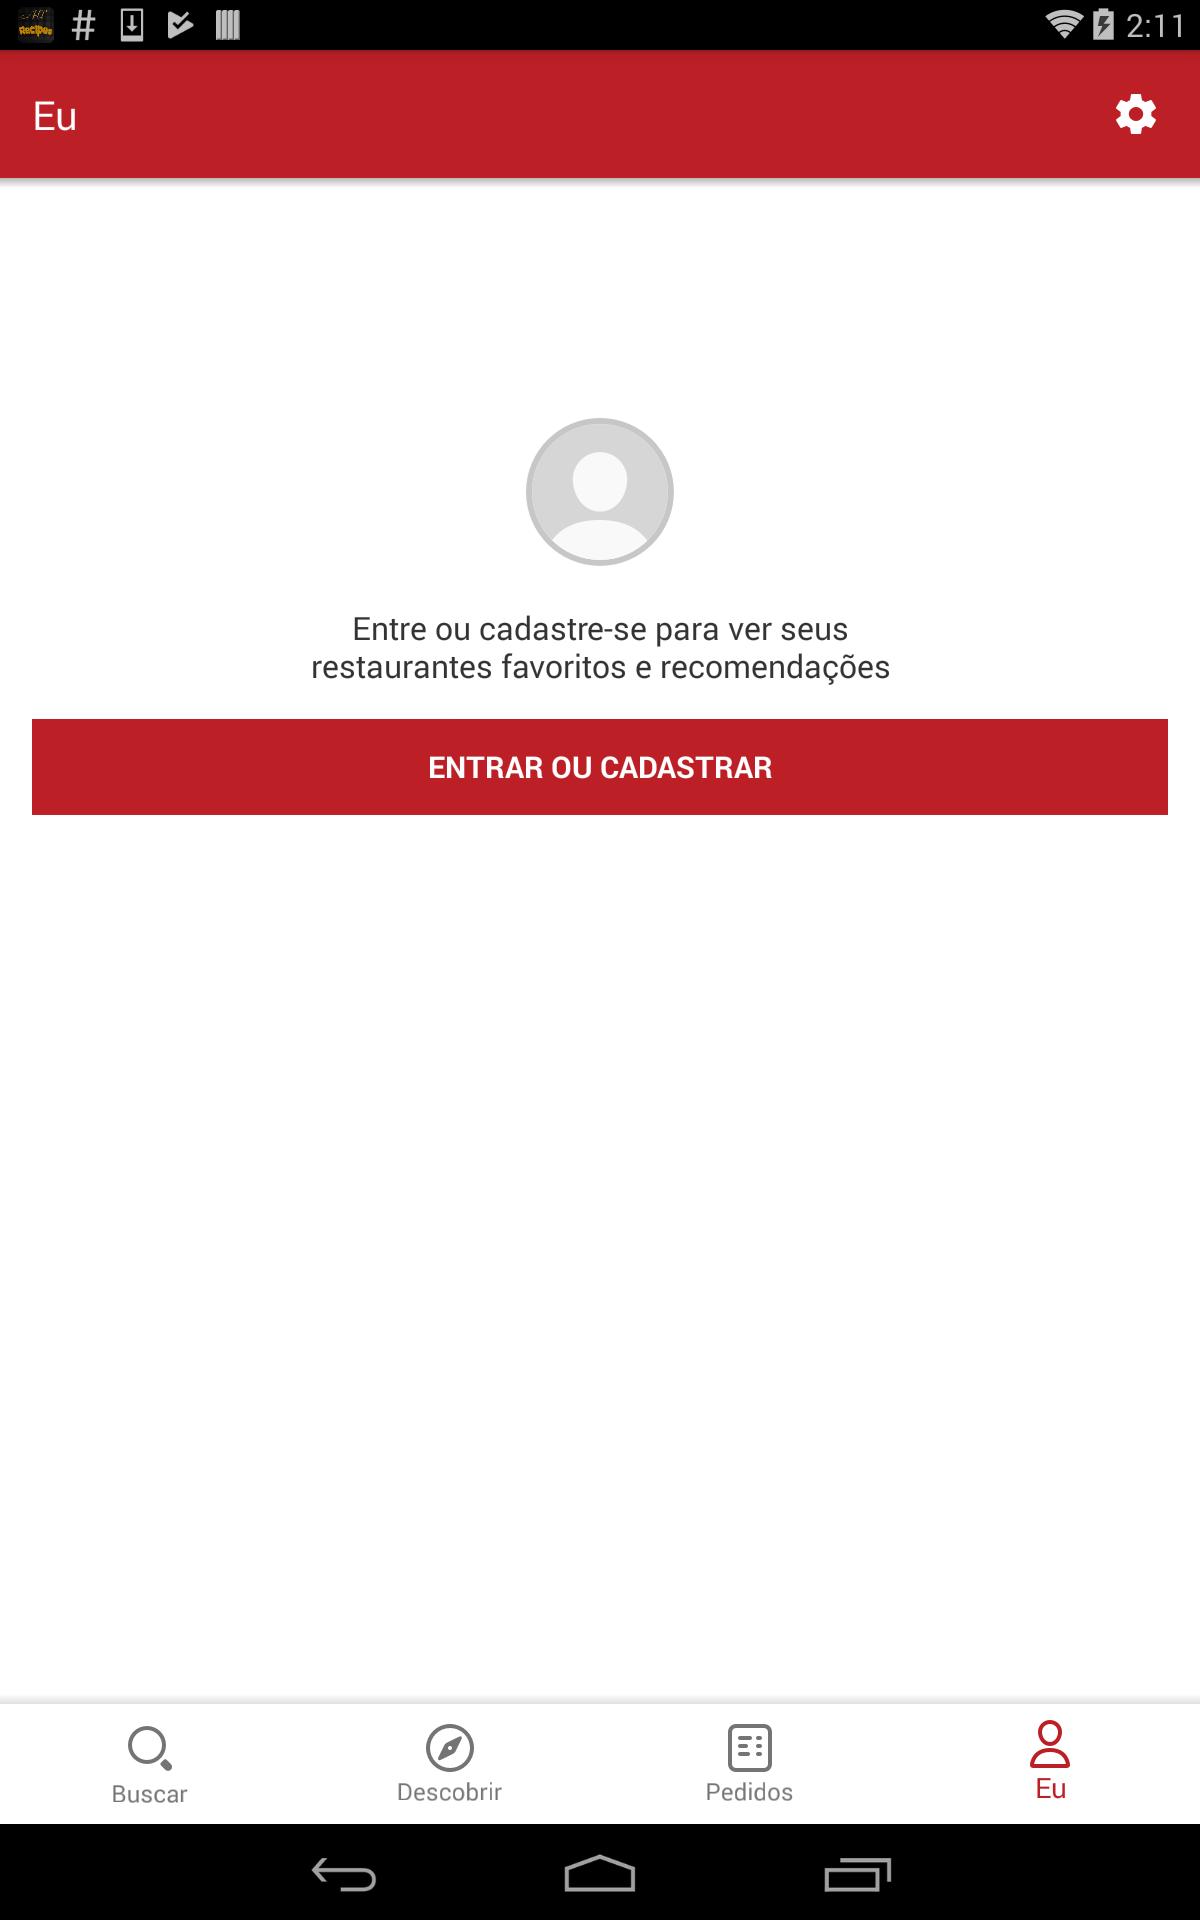 Recipes
2:11
Eu
Entre ou cadastre-se para ver seus
restaurantes favoritos e recomendações
ENTRAR OU CADASTRAR
Buscar
Descobrir
Pedidos
Eu